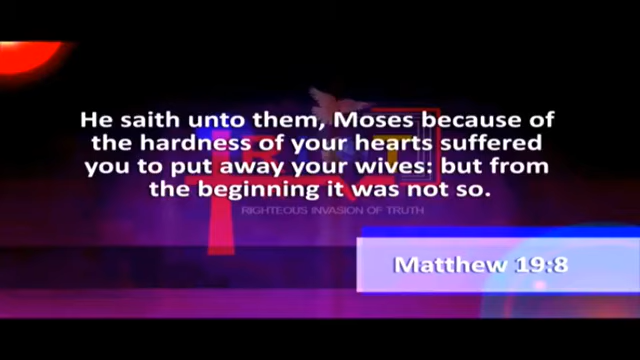 He saith unto them, Moses because of
the hardness of your hearts suffered
you to put away your wives: but from
the beginning it was not so.
RIGHTEOUS INVASION OF TRUTH
Matthew 19:8